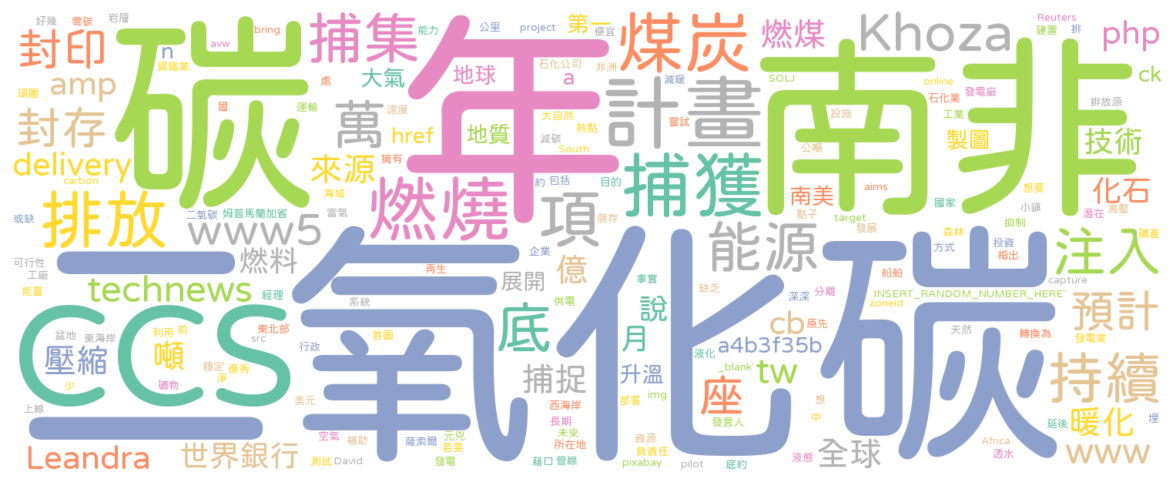 好幾 零碳 岩層 捕集 能力 公里 project 便宜 第一 Reuters 建置 排
封印 avw bring 碳 年 煤炭 燃煤 Khoza php
n 鋼鐵業 大氣 地球 a 石化公司 非洲 減緩 SOLJ 發電廠 online 南非 ck
環團 amp 國 處 運輸 萬 速度 地質 大自然 計畫 嘗試 設施 石化業 排放源
封存 href 減碳 熱點 工業 技術
delivery carbon 來源 擁有 South 公噸 製圖
燃燒 約 包括 目的 捕獲 南美 aims 想要 化石
或缺 二氧碳 姆普馬蘭加省 海域 當氣 儲存 點子 target 國家 小鎮 潛在 高壓
排放 www5 項 能源 發展 森林 抑制 礦產
可行性 工廠 燃料 企業 方式 投資 指出 注入
能量 technews 經理 再生 展開 億 事實 缺乏 深深 分離 船舶 capture
二氧化碳 系統 供電 INSERT_RANDOM_NUMBER_HERE zoneid
CCS 盆地 東海岸 src 利用 前 東北部 首圖 底 說 月 cb 原先 天然 轉換為 預計
壓縮 噸 穩定 優秀 淨 行政 液化 a4b3f35b 發電業
少 礦物 美元 捕捉 升溫 _blank` tw 持續
上線 部署 img 座 想 中
空氣 補助 薩索爾 元兇 若要 西海岸 長期 未來 所在地 發言人 延後 暖化 埋
Leandra 世界銀行 測試 David 發電 藉口 管線 資源 負責任 pixabay 底約 pilot 液態 全球 Africa 透水 www